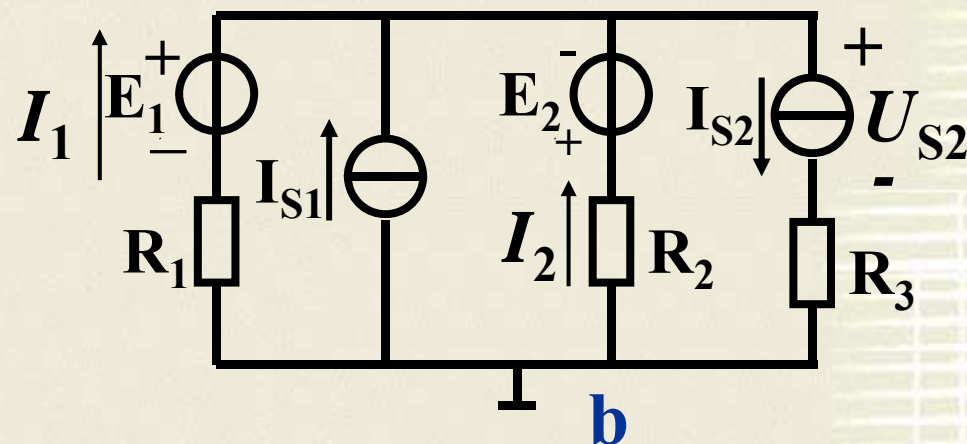 I1
+
E1
–
R1
IS1
-
E2
+
I2
R2
IS2
+
US2
-
R3
b